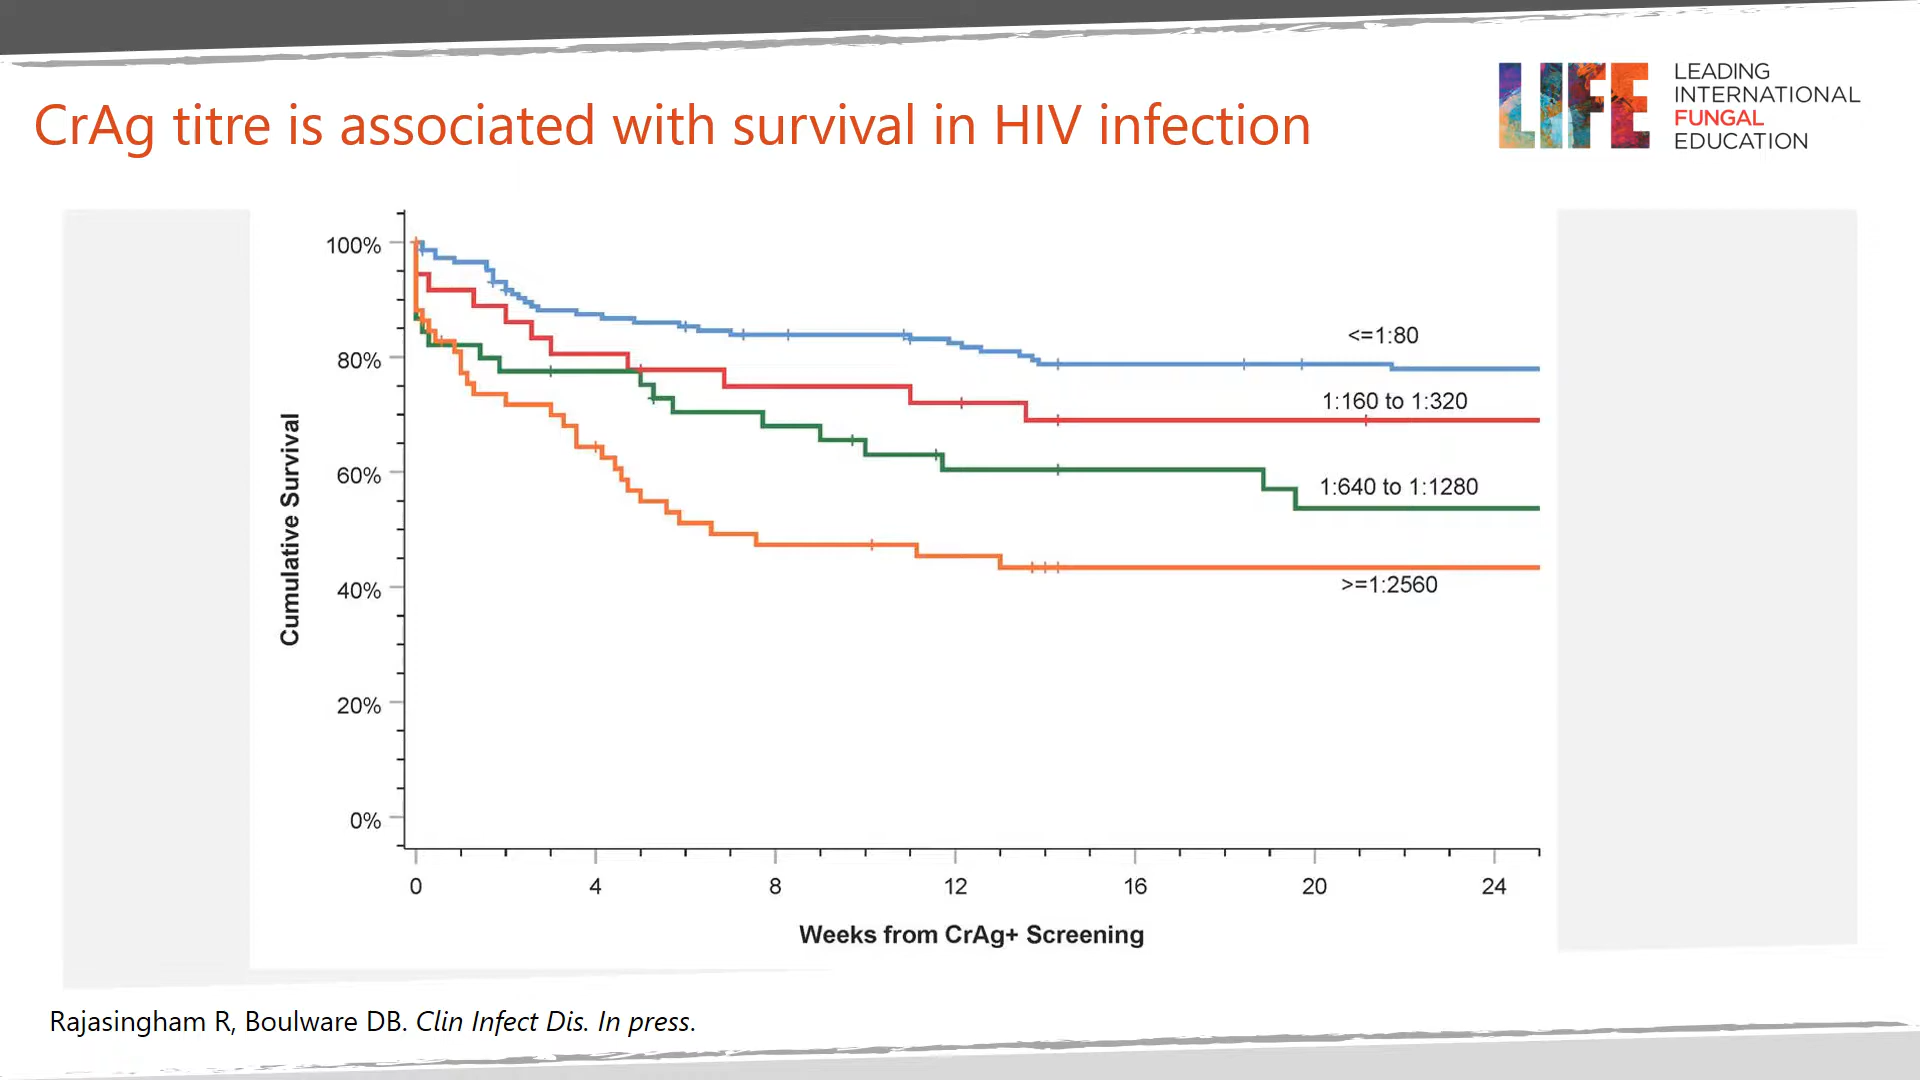 CrAg titre is associated with survival in HIV infection
LIFE
LEADING
INTERNATIONAL
FUNGAL
EDUCATION
100%
80%
60%
40%
20%
0%
Cumulative Survival
<=1:80
1:160 to 1:320
1:640 to 1:1280
>=1:2560
0 4 8 12 16 20 24
Weeks from CrAg+ Screening
Rajasingham R, Boulware DB. Clin Infect Dis. In press.